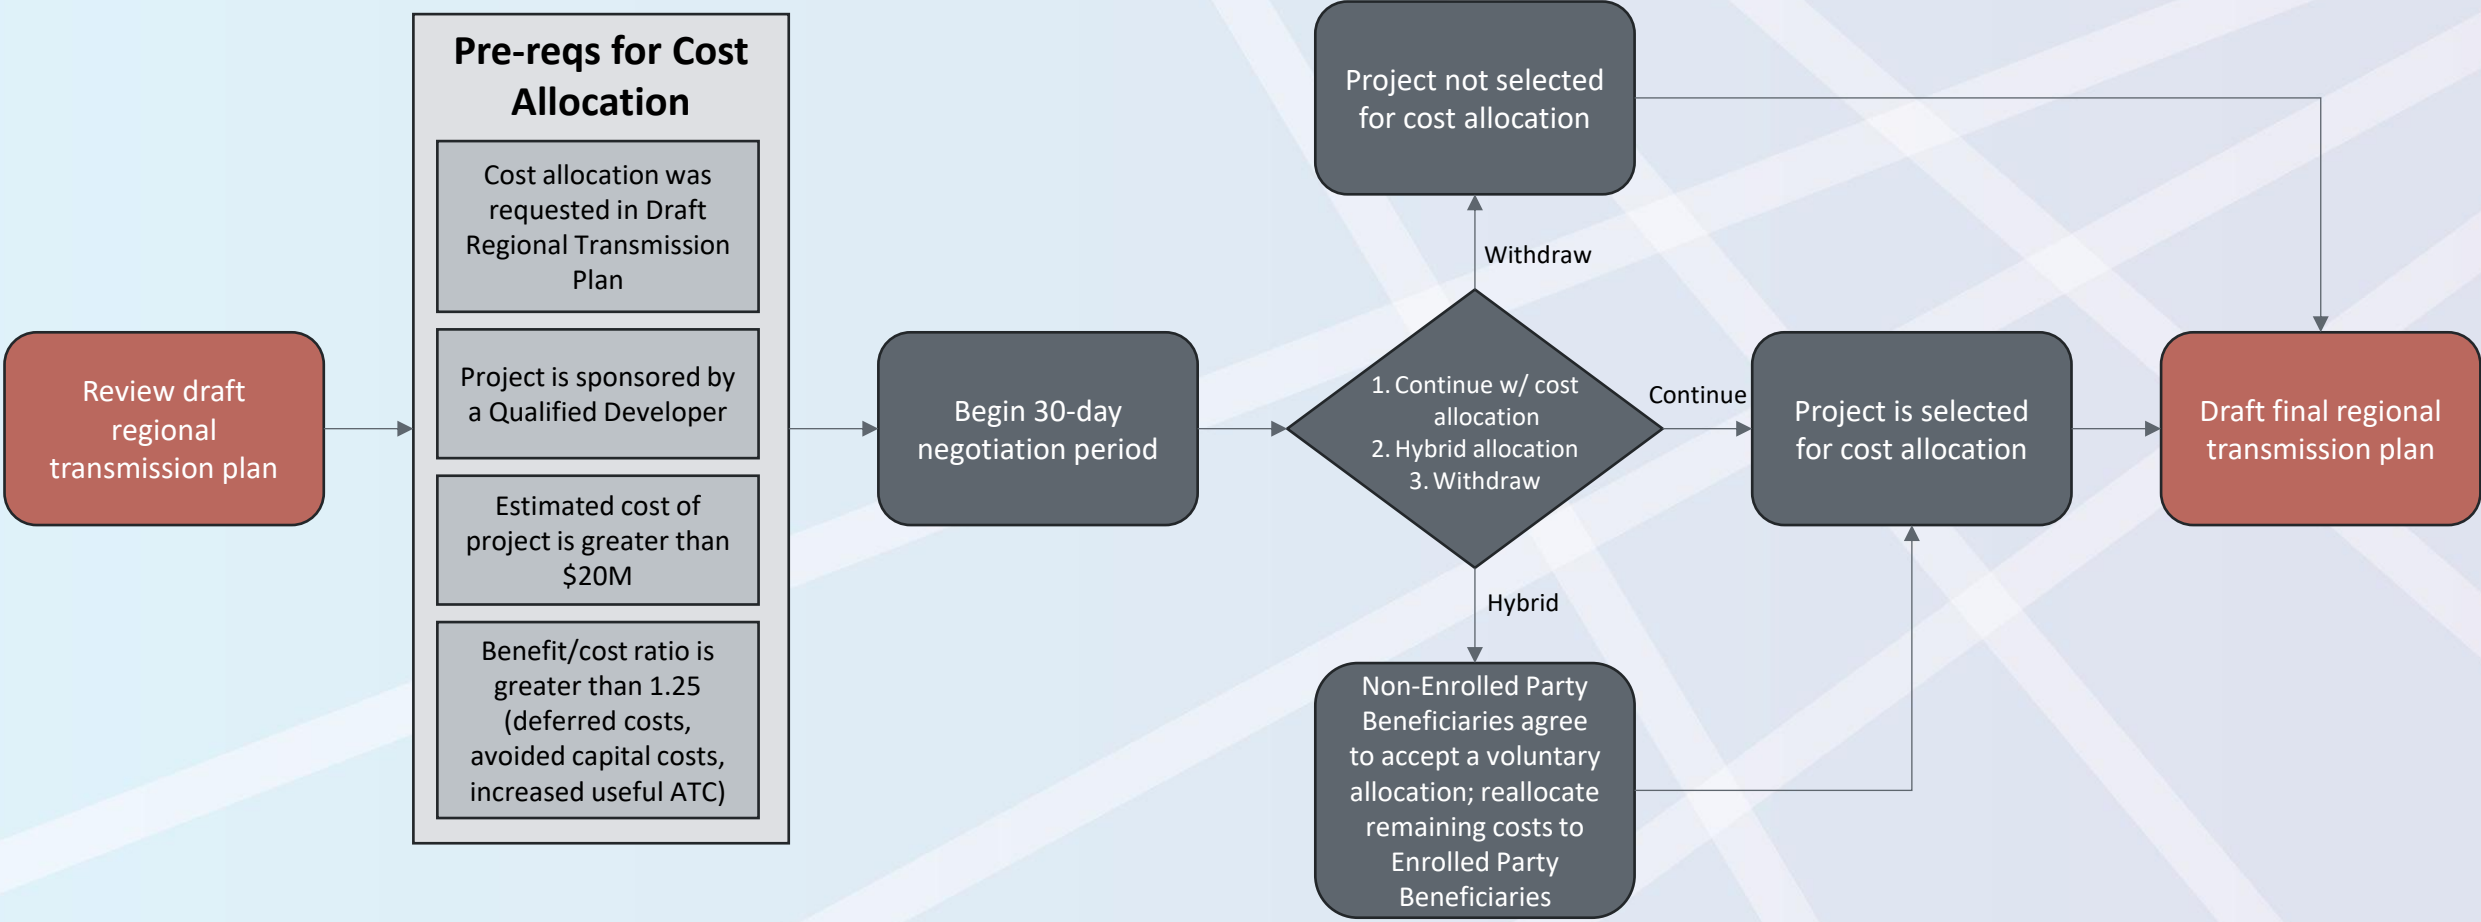 Review draft
regional
transmission plan
Pre-reqs for Cost
Allocation
Cost allocation was
requested in Draft
Regional Transmission
Plan
Project is sponsored by
a Qualified Developer
Estimated cost of
project is greater than
$20M
Benefit/cost ratio is
greater than 1.25
(deferred costs,
avoided capital costs,
increased useful ATC)
Begin 30-day
negotiation period
1. Continue w/ cost
allocation
2. Hybrid allocation
3. Withdraw
Withdraw
Project not selected
for cost allocation
Continue
Project is selected
for cost allocation
Hybrid
Non-Enrolled Party
Beneficiaries agree
to accept a voluntary
allocation; reallocate
remaining costs to
Enrolled Party
Beneficiaries
Draft final regional
transmission plan